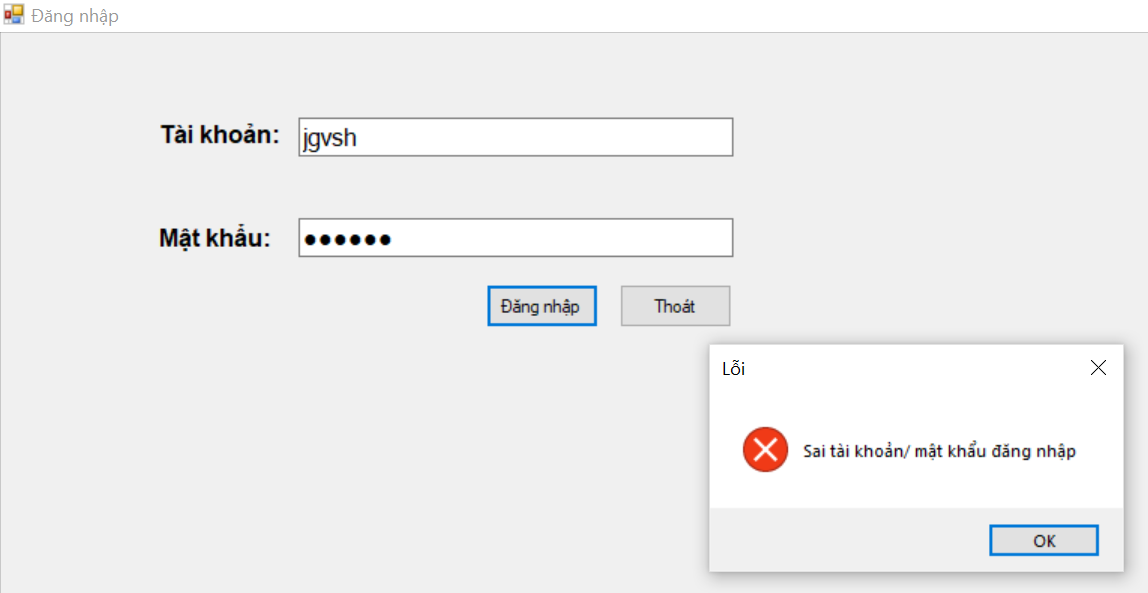 Đăng nhập
Tài khoản: jgvsh
Mật khẩu: ●●●●●●
Đăng nhập Thoát
Lỗi
Sai tài khoản/ mật khẩu đăng nhập
OK